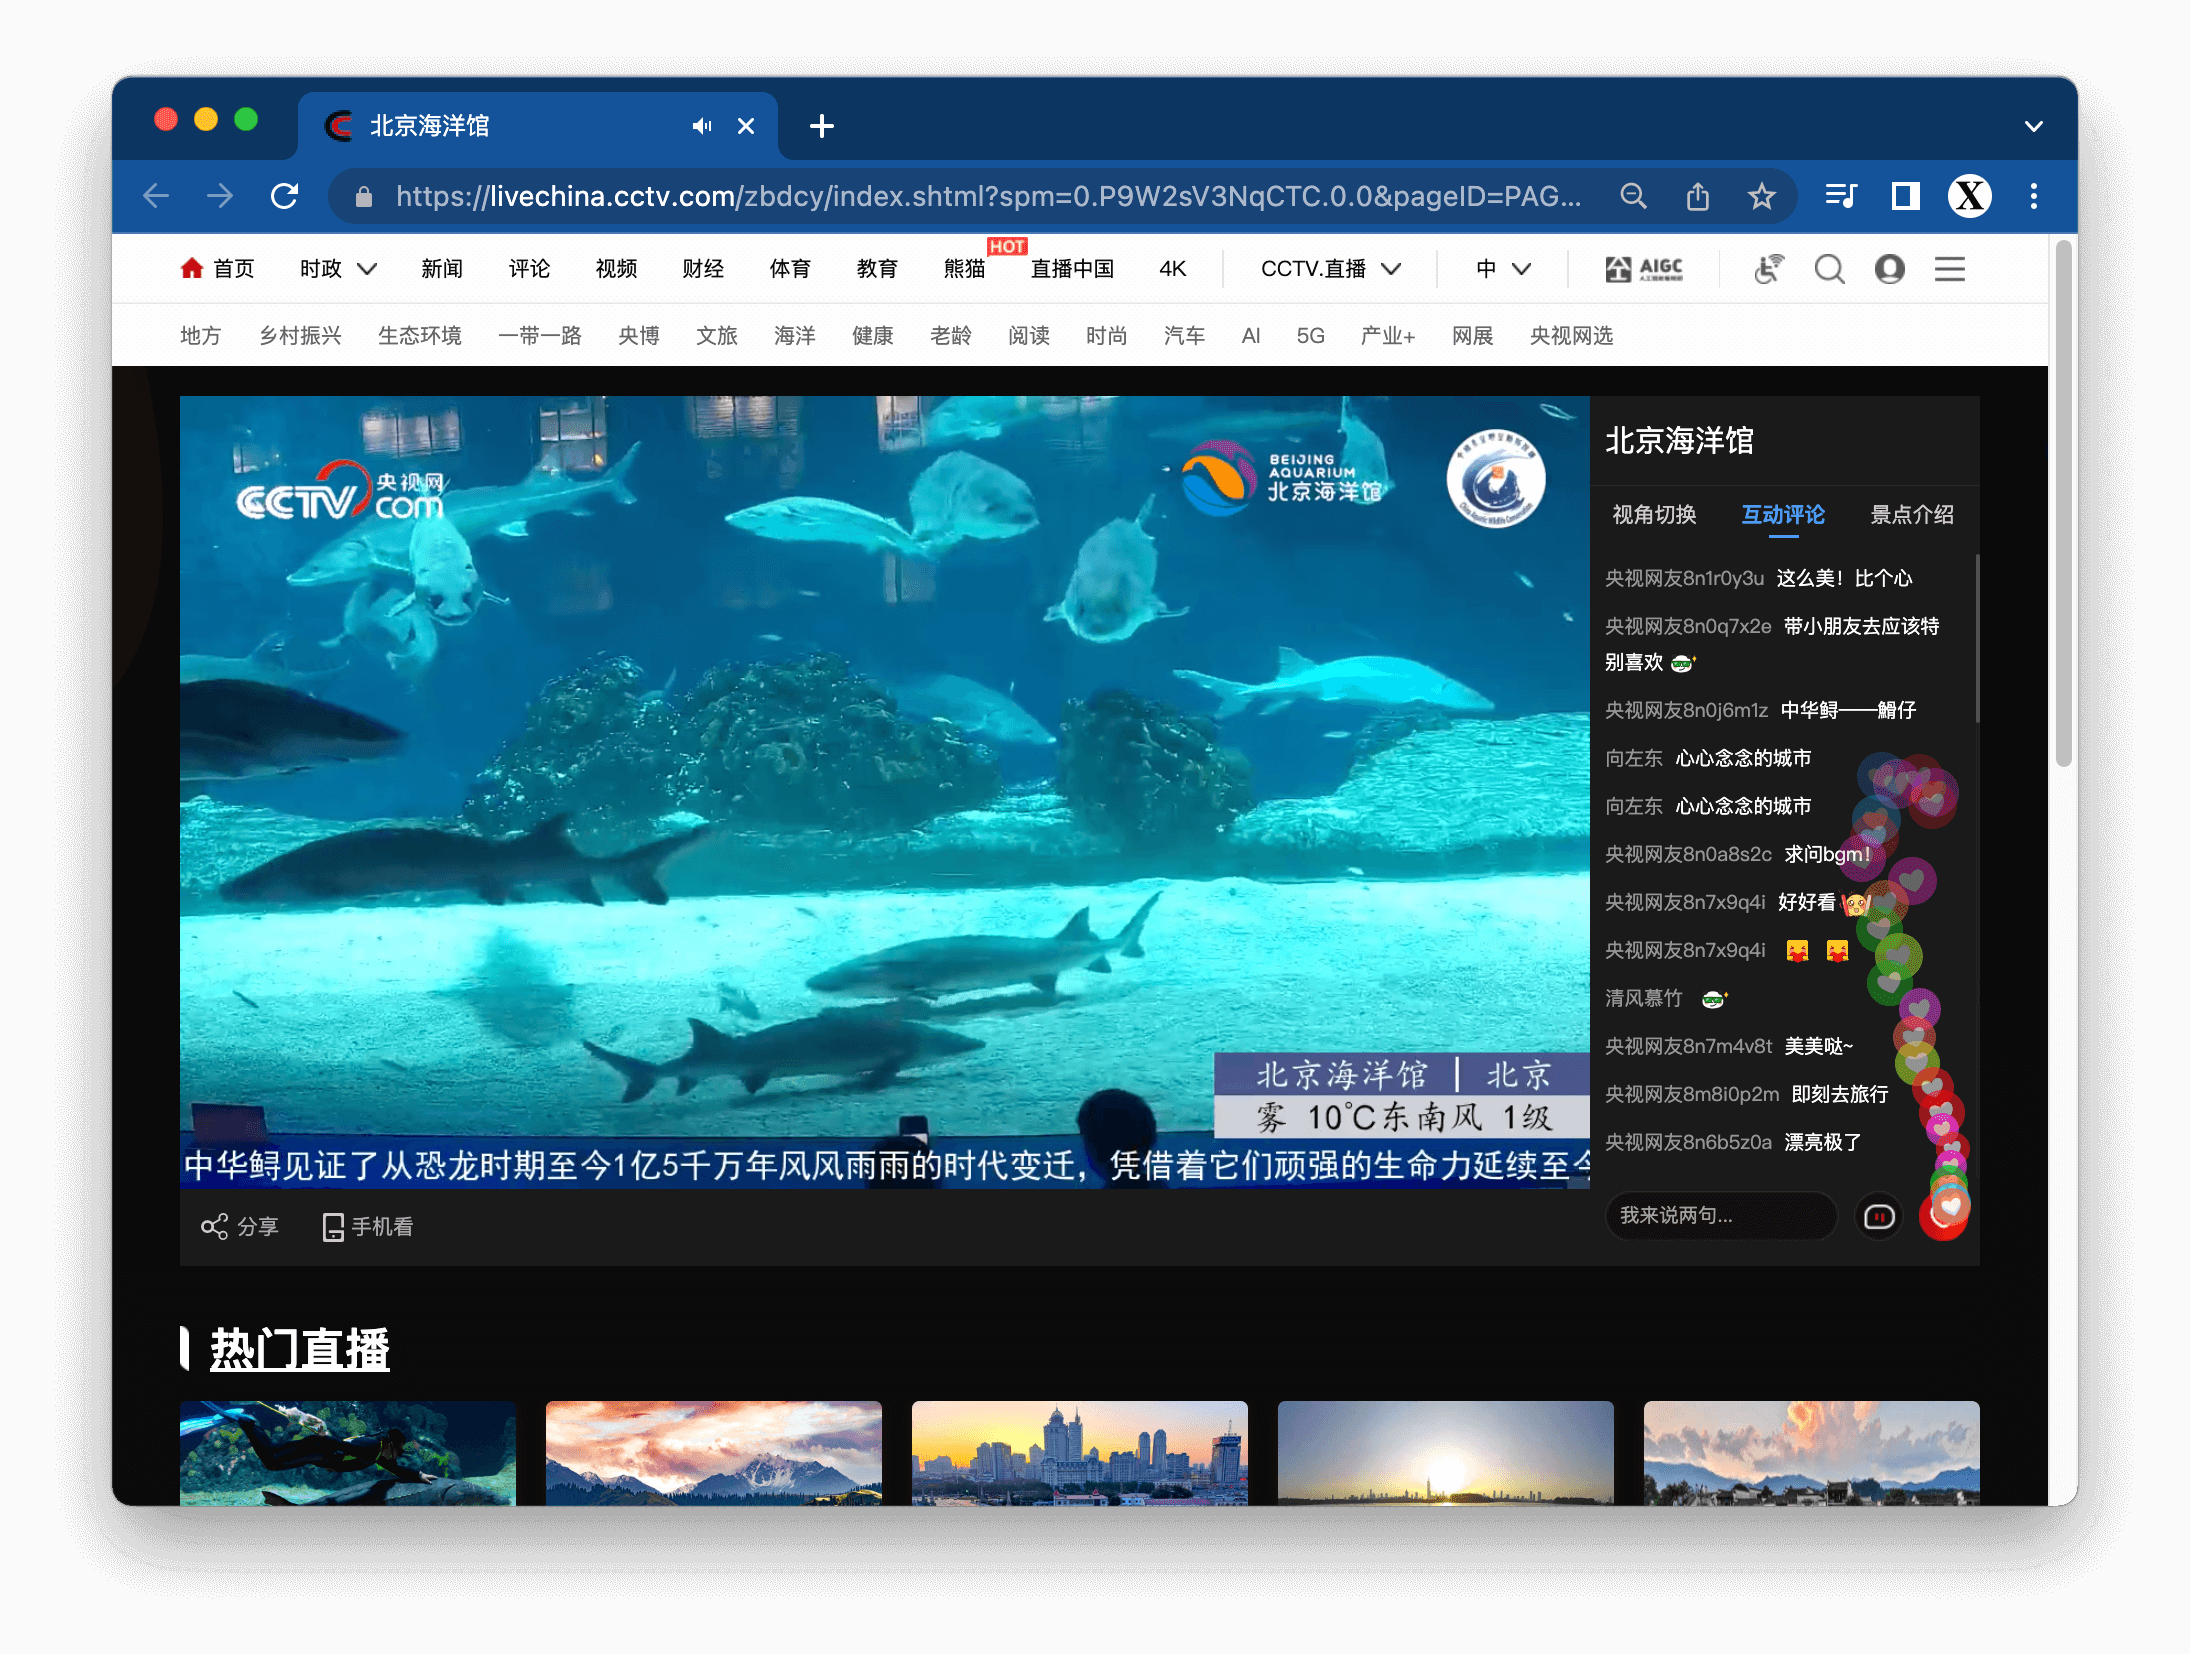 北京海洋馆
https://livechina.cctv.com/zbdcy/index.shtml?spm=0.P9W2sV3NqCTC.0.0&pageID=PAG...
首页 时政 新闻 评论 视频 财经 体育 教育 熊猫 HOT 直播中国 4K CCTV.直播 中 AIGC
地方 乡村振兴 生态环境 一带一路 央博 文旅 海洋 健康 老龄 阅读 时尚 汽车 AI 5G 产业+ 网展 央视网选
CCTV 央视网
com
BEIJING
AQUARIUM
北京海洋馆
北京海洋馆 | 北京
雾 10℃东南风 1级
中华鲟见证了从恐龙时期至今1亿5千万年风风雨雨的时代变迁，凭借着它们顽强的生命力延续至今
分享 手机看
北京海洋馆
视角切换 互动评论 景点介绍
央视网友8n1r0y3u 这么美！比个心
央视网友8n0q7x2e 带小朋友去应该特
别喜欢
央视网友8n0j6m1z 中华鲟——鳛仔
向左东 心心念念的城市
向左东 心心念念的城市
央视网友8n0a8s2c 求问bgm！
央视网友8n7x9q4i 好好看
央视网友8n7x9q4i
清风慕竹
央视网友8n7m4v8t 美美哒~
央视网友8m8i0p2m 即刻去旅行
央视网友8n6b5z0a 漂亮极了
我来说两句...
热门直播